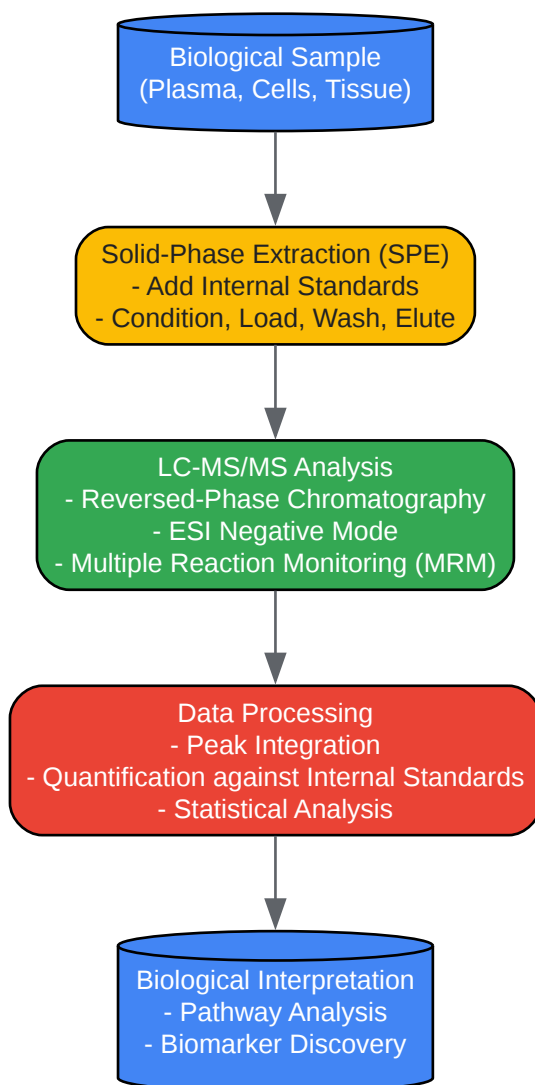 Biological Sample
(Plasma, Cells, Tissue)
Solid-Phase Extraction (SPE)
- Add Internal Standards
- Condition, Load, Wash, Elute
LC-MS/MS Analysis
- Reversed-Phase Chromatography
- ESI Negative Mode
- Multiple Reaction Monitoring (MRM)
Data Processing
- Peak Integration
- Quantification against Internal Standards
- Statistical Analysis
Biological Interpretation
- Pathway Analysis
- Biomarker Discovery